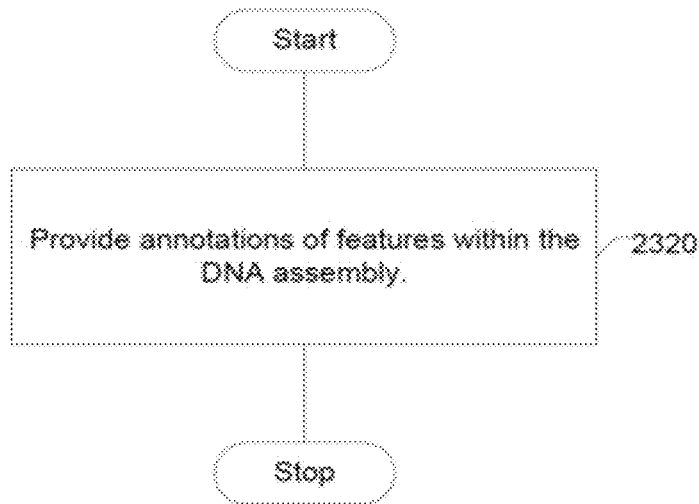 Start
Provide annotations of features within the
DNA assembly.
2320
Stop